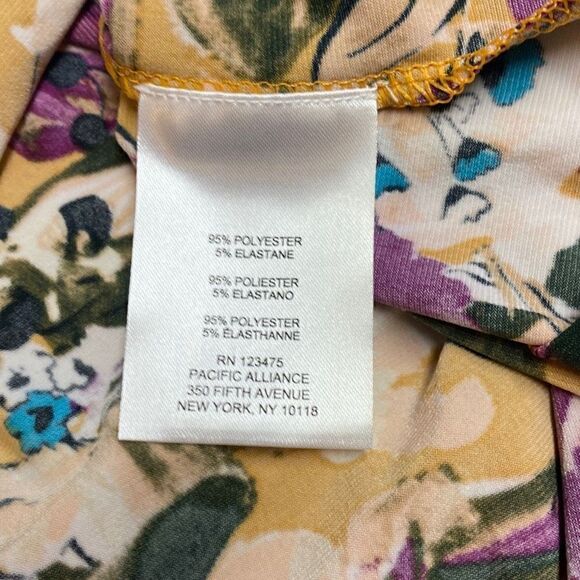 95% POLYESTER
5% ELASTANE
95% POLIESTER
5% ELASTANO
95% POLYESTER
5% ÉLASTHANNE
RN 123475
PACIFIC ALLIANCE
350 FIFTH AVENUE
NEW YORK, NY 10118